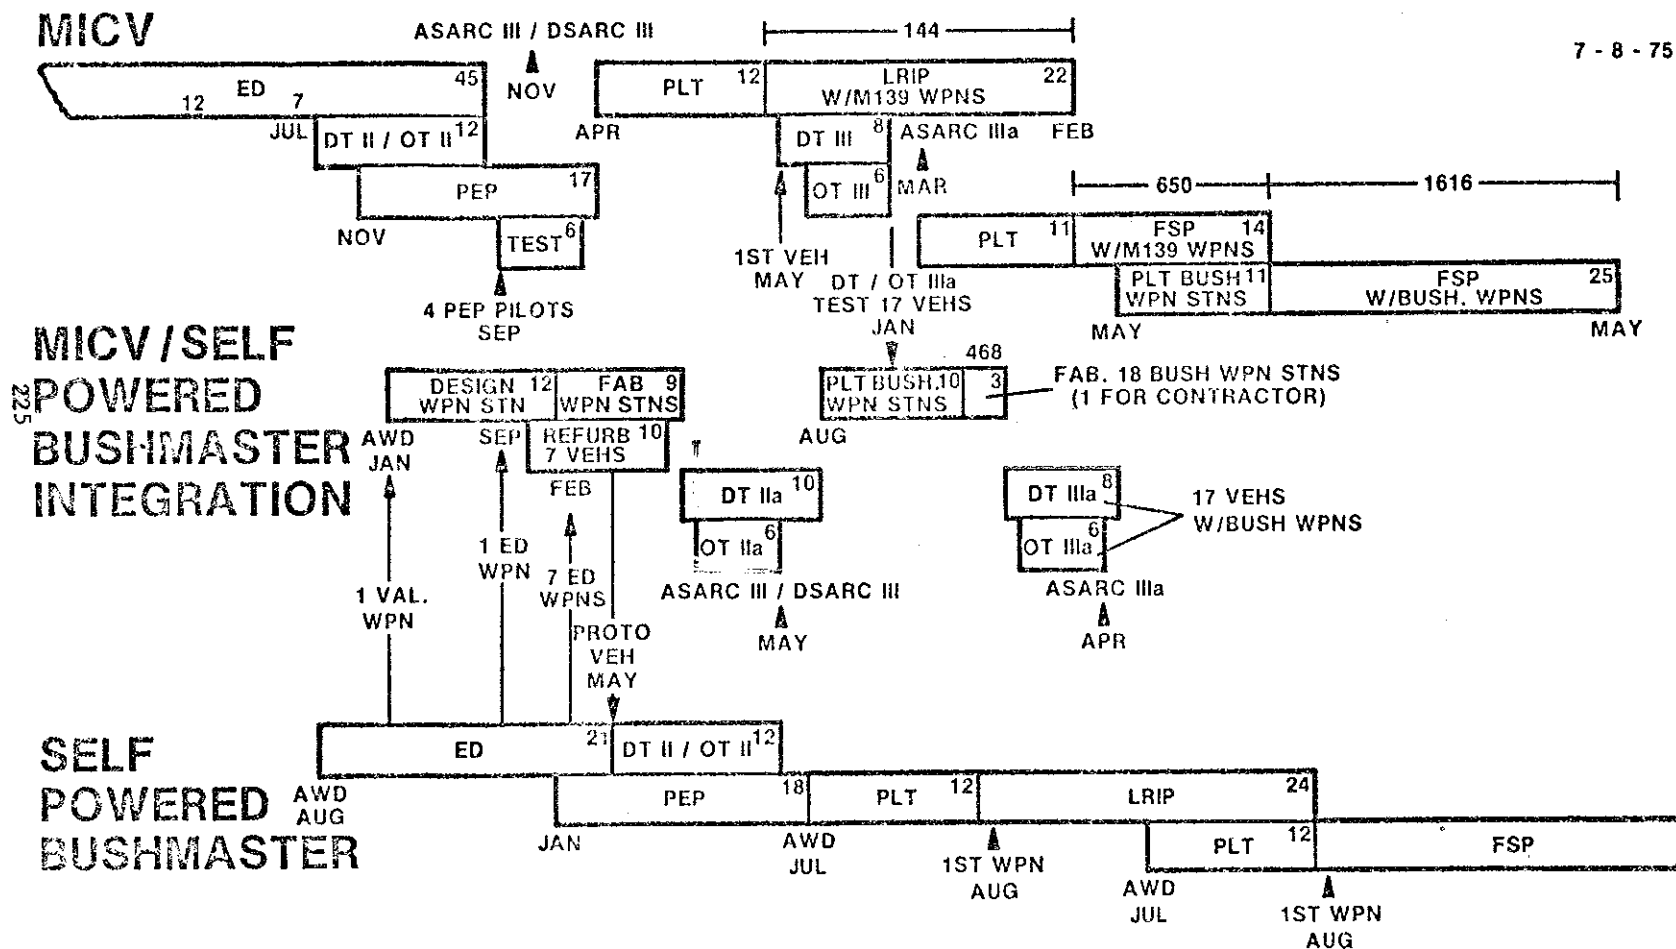 MICV
ASARC III / DSARC III
NOV
144
7 - 8 - 75
ED 45
12 7
JUL
DT II / OT II 12
PEP 17
NOV
TEST 6
4 PEP PILOTS
SEP
APR
PLT 12
LRIP 22
W/M139 WPNS
DT III 8
OT III 6
ASARC IIIa
MAR
FEB
1ST VEH
MAY
DT / OT IIIa
TEST 17 VEHS
JAN
650
1616
PLT 11
FSP 14
W/M139 WPNS
PLT BUSH 11
WPN STNS
FSP 25
W/BUSH. WPNS
MAY
MAY
MICV/SELF
POWERED
BUSHMASTER
INTEGRATION
225
DESIGN 12
WPN STN
FAB 9
WPN STNS
AWD
JAN
SEP
REFURB 10
7 VEHS
FEB
PLT BUSH. 10
WPN STNS
468
3
AUG
FAB. 18 BUSH WPN STNS
(1 FOR CONTRACTOR)
DT IIa 10
OT IIa 6
ASARC III / DSARC III
MAY
DT IIIa 8
OT IIIa 6
17 VEHS
W/BUSH WPNS
ASARC IIIa
APR
1 VAL.
WPN
1 ED
WPN
7 ED
WPNS
PROTO
VEH
MAY
SELF
POWERED
BUSHMASTER
ED 21
DT II / OT II 12
AWD
AUG
PEP 18
JAN
PLT 12
AWD
JUL
LRIP 24
1ST WPN
AUG
PLT 12
AWD
JUL
FSP
1ST WPN
AUG